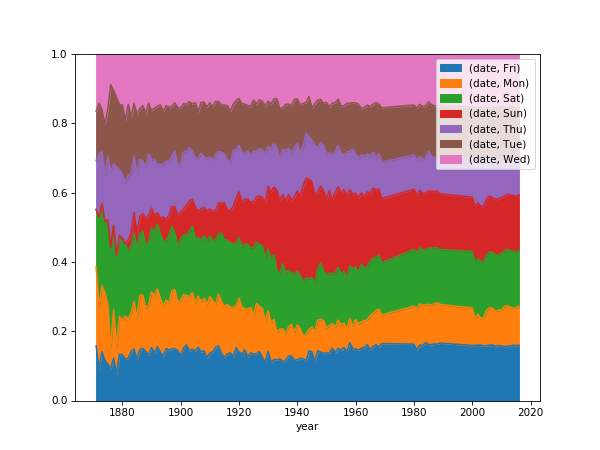 1.0
0.8
0.6
0.4
0.2
0.0
(date, Fri)
(date, Mon)
(date, Sat)
(date, Sun)
(date, Thu)
(date, Tue)
(date, Wed)
1880 1900 1920 1940 1960 1980 2000 2020
year